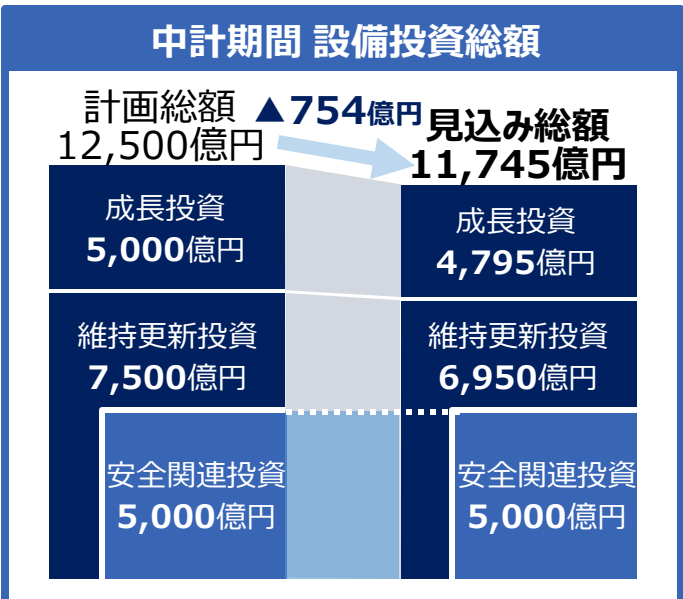 中計期間 設備投資総額
計画総額
12,500億円
▲754億円
見込み総額
11,745億円
成長投資
5,000億円
成長投資
4,795億円
維持更新投資
7,500億円
維持更新投資
6,950億円
安全関連投資
5,000億円
安全関連投資
5,000億円